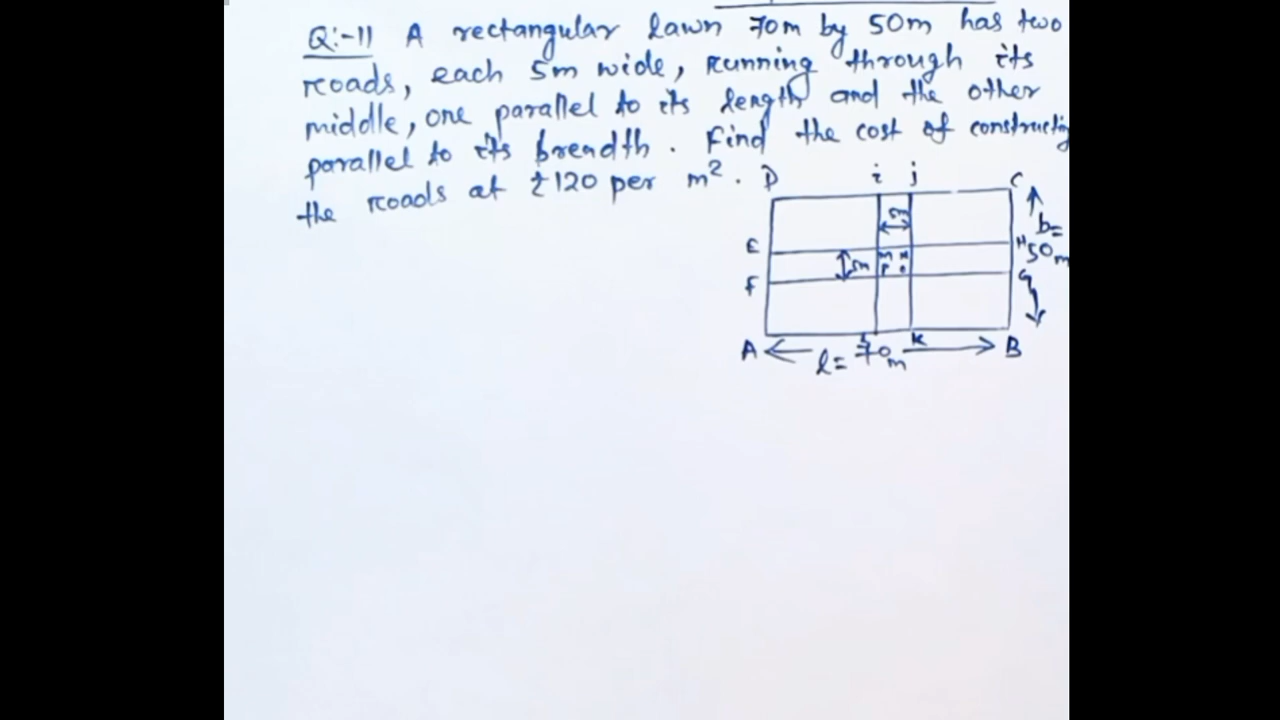 Q:-11 A rectangular lawn 70m by 50m has two
roads, each 5m wide, running through its
middle, one parallel to its length and the other
parallel to its breadth. Find the cost of constructing
the roads at ₹120 per m².
D i j C
5m
b=
50m
E H
5m
m n
p o
F G
A l= 70m k B